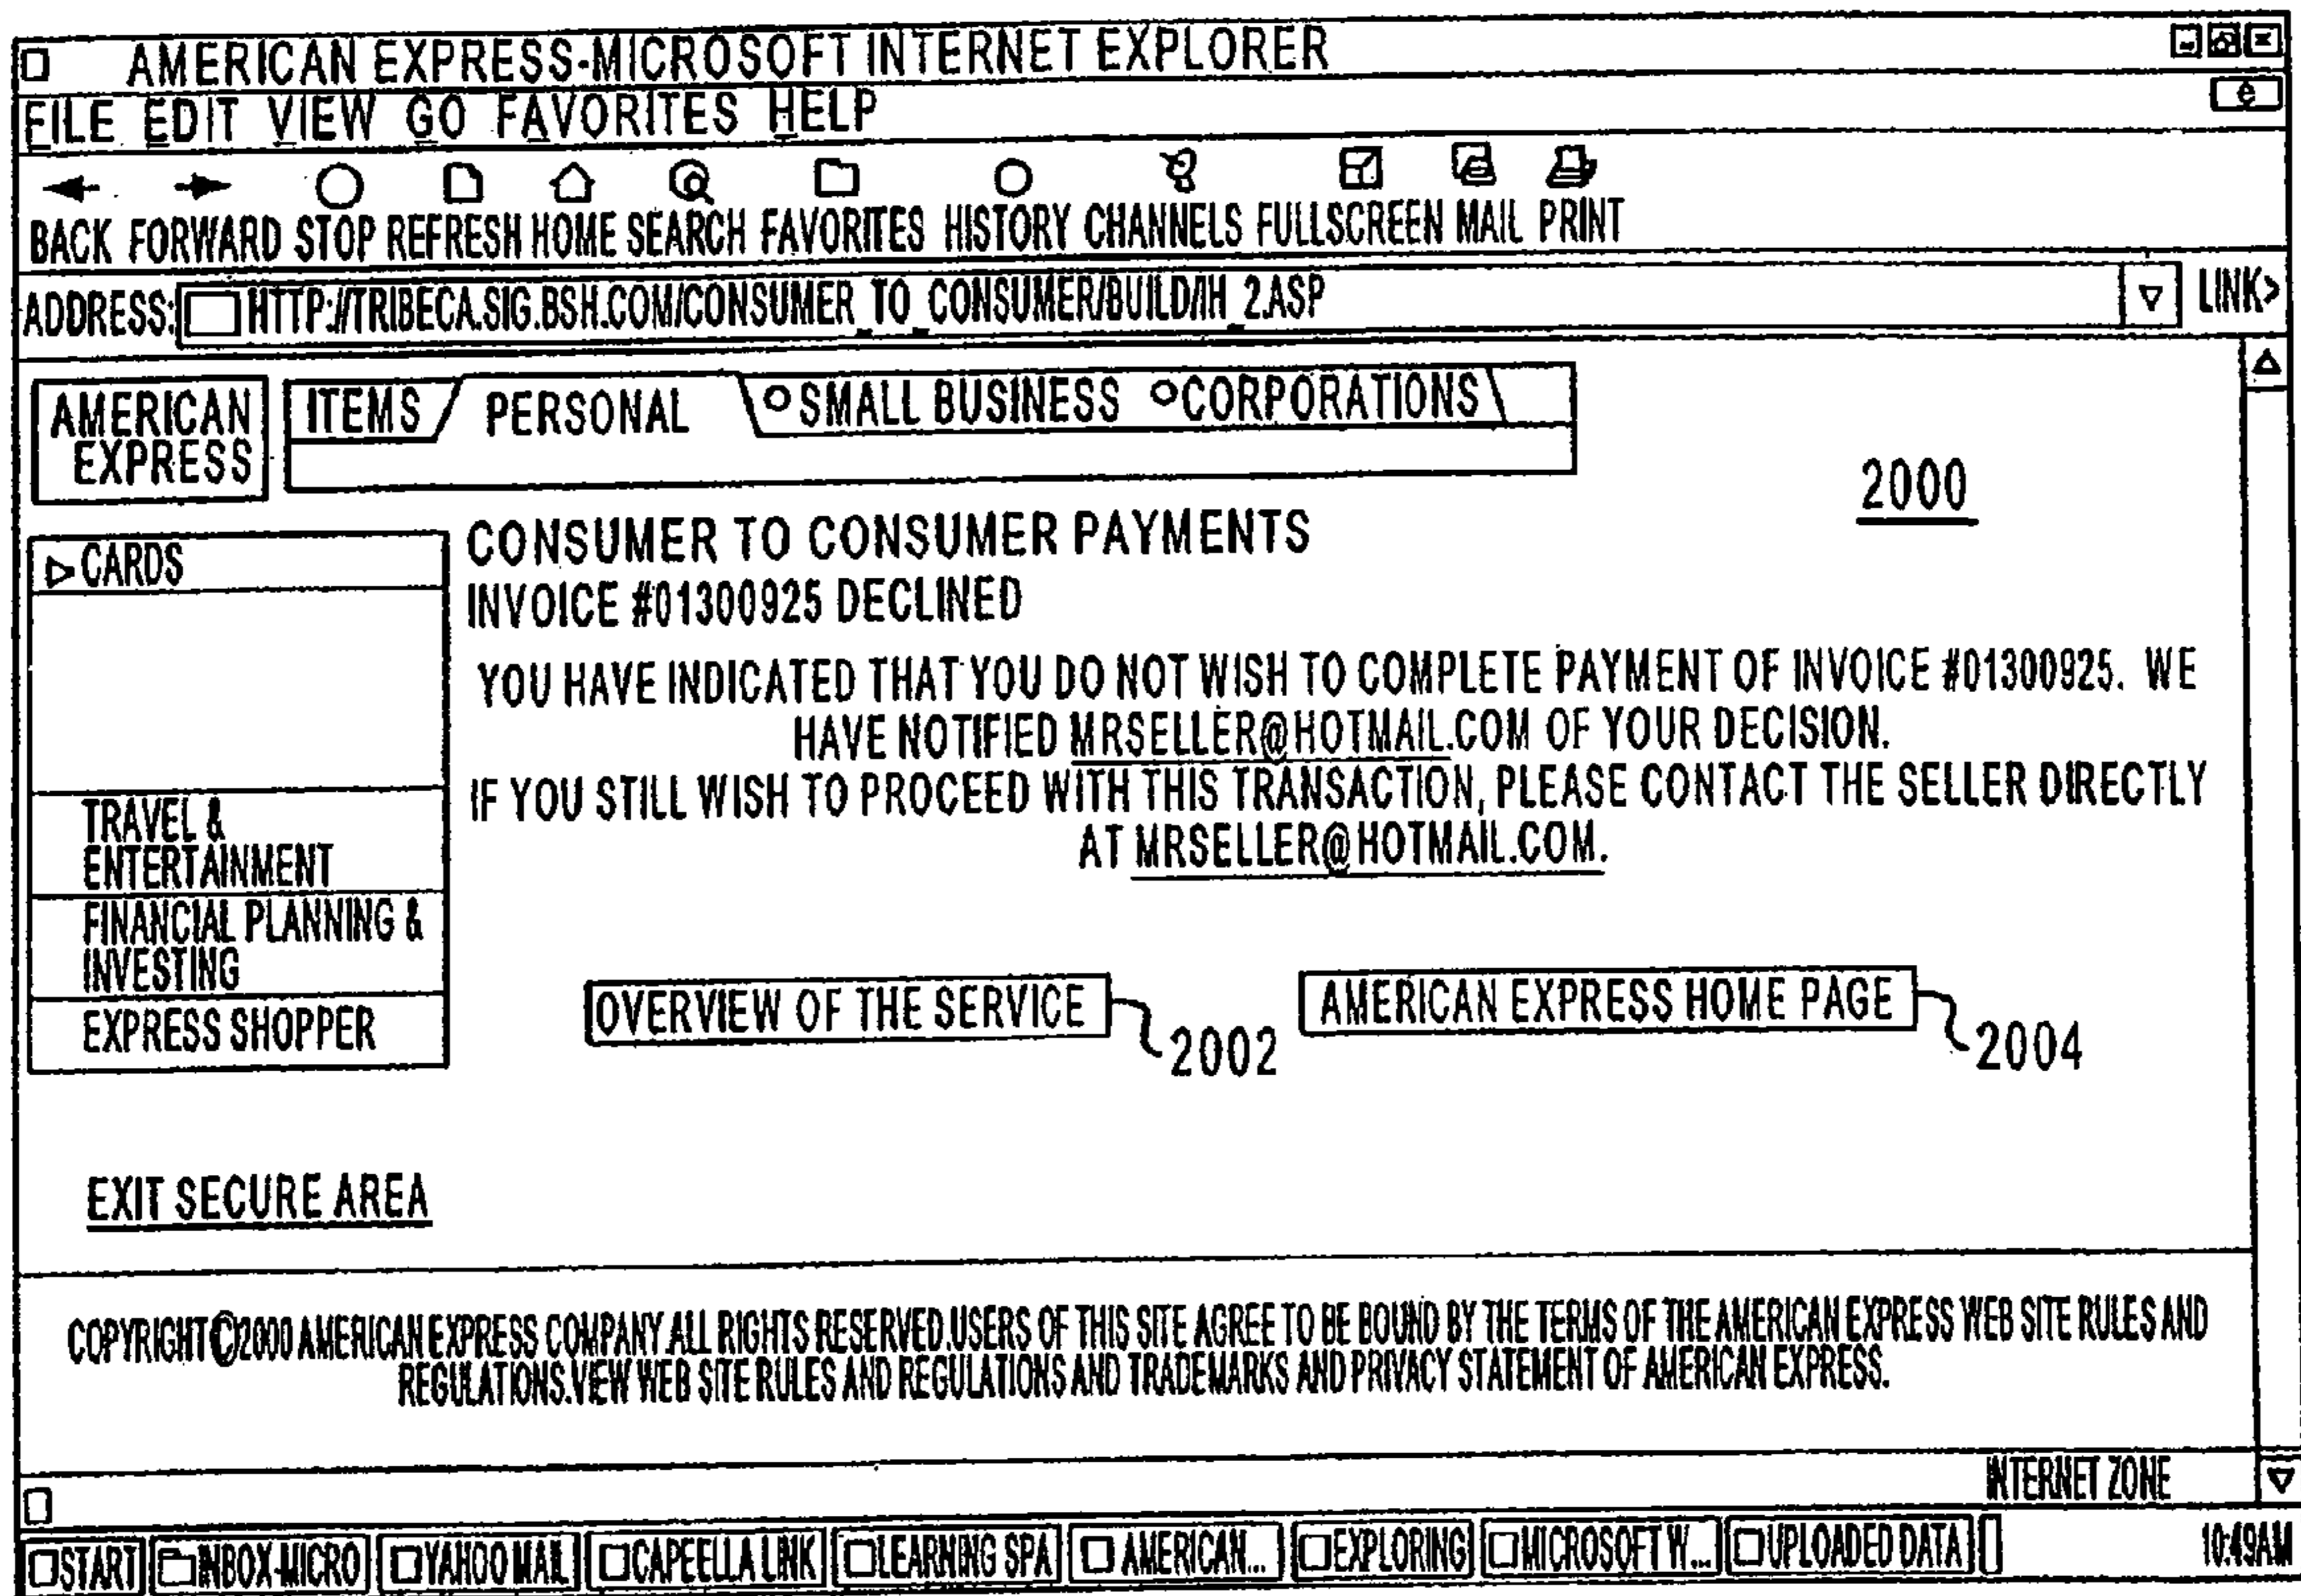 AMERICAN EXPRESS-MICROSOFT INTERNET EXPLORER
FILE EDIT VIEW GO FAVORITES HELP
e
BACK FORWARD STOP REFRESH HOME SEARCH FAVORITES HISTORY CHANNELS FULLSCREEN MAIL PRINT
ADDRESS: HTTP://TRIBECA.SIG.BSH.COM/CONSUMER_TO_CONSUMER/BUILD/IH_2.ASP LINK>
AMERICAN
EXPRESS
ITEMS PERSONAL SMALL BUSINESS CORPORATIONS
2000
CARDS
TRAVEL &
ENTERTAINMENT
FINANCIAL PLANNING &
INVESTING
EXPRESS SHOPPER
CONSUMER TO CONSUMER PAYMENTS
INVOICE #01300925 DECLINED
YOU HAVE INDICATED THAT YOU DO NOT WISH TO COMPLETE PAYMENT OF INVOICE #01300925. WE
HAVE NOTIFIED MRSELLER@HOTMAIL.COM OF YOUR DECISION.
IF YOU STILL WISH TO PROCEED WITH THIS TRANSACTION, PLEASE CONTACT THE SELLER DIRECTLY
AT MRSELLER@HOTMAIL.COM.
OVERVIEW OF THE SERVICE 2002 AMERICAN EXPRESS HOME PAGE 2004
EXIT SECURE AREA
COPYRIGHT©2000 AMERICAN EXPRESS COMPANY.ALL RIGHTS RESERVED.USERS OF THIS SITE AGREE TO BE BOUND BY THE TERMS OF THE AMERICAN EXPRESS WEB SITE RULES AND
REGULATIONS.VIEW WEB SITE RULES AND REGULATIONS AND TRADEMARKS AND PRIVACY STATEMENT OF AMERICAN EXPRESS.
INTERNET ZONE
START INBOX-MICRO YAHOO MAIL CAPEELLA LINK LEARNING SPA AMERICAN... EXPLORING MICROSOFT W... UPLOADED DATA 10:49AM